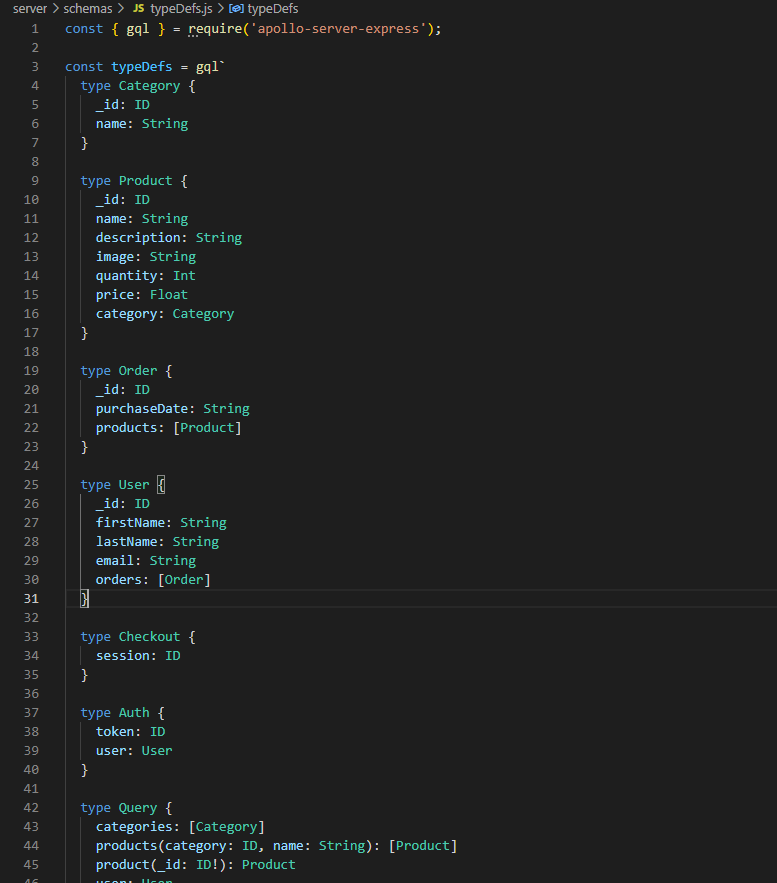 server > schemas > JS typeDefs.js > typeDefs
1 const { gql } = require('apollo-server-express');
2
3 const typeDefs = gql`
4 type Category {
5 _id: ID
6 name: String
7 }
8
9 type Product {
10 _id: ID
11 name: String
12 description: String
13 image: String
14 quantity: Int
15 price: Float
16 category: Category
17 }
18
19 type Order {
20 _id: ID
21 purchaseDate: String
22 products: [Product]
23 }
24
25 type User {
26 _id: ID
27 firstName: String
28 lastName: String
29 email: String
30 orders: [Order]
31 }
32
33 type Checkout {
34 session: ID
35 }
36
37 type Auth {
38 token: ID
39 user: User
40 }
41
42 type Query {
43 categories: [Category]
44 products(category: ID, name: String): [Product]
45 product(_id: ID!): Product
46 user: User